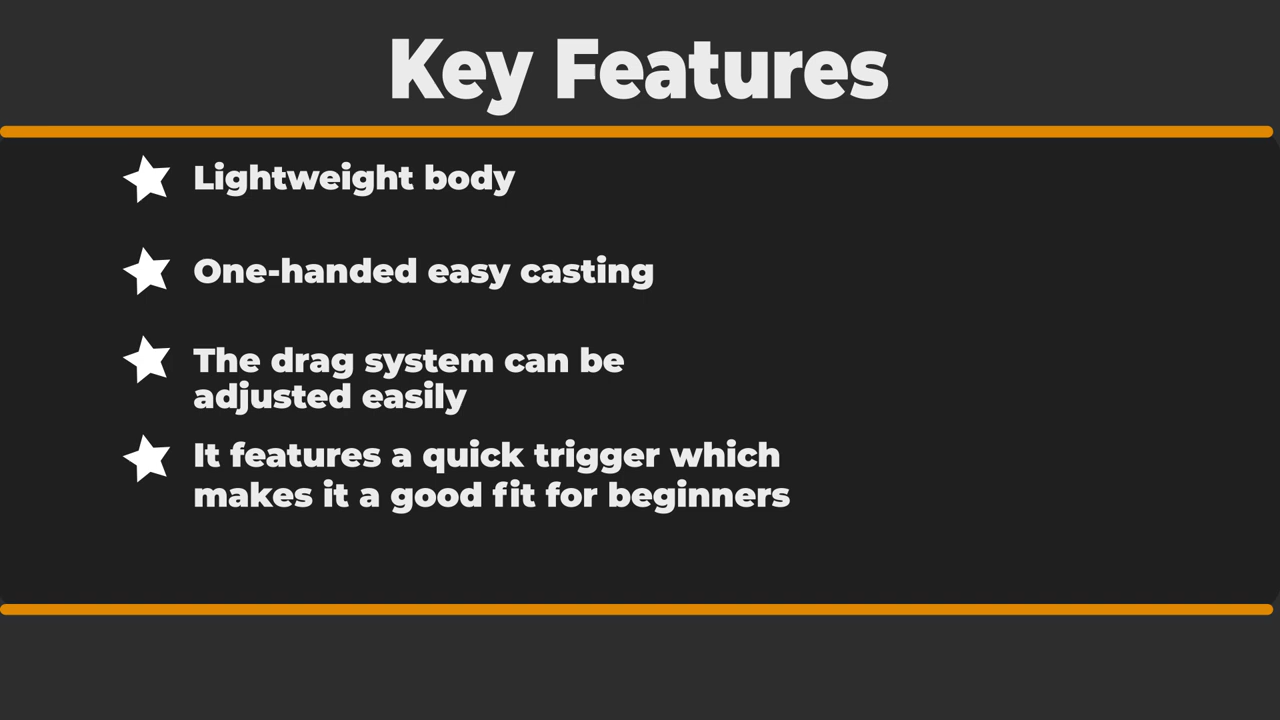 Key Features
Lightweight body
One-handed easy casting
The drag system can be
adjusted easily
It features a quick trigger which
makes it a good fit for beginners